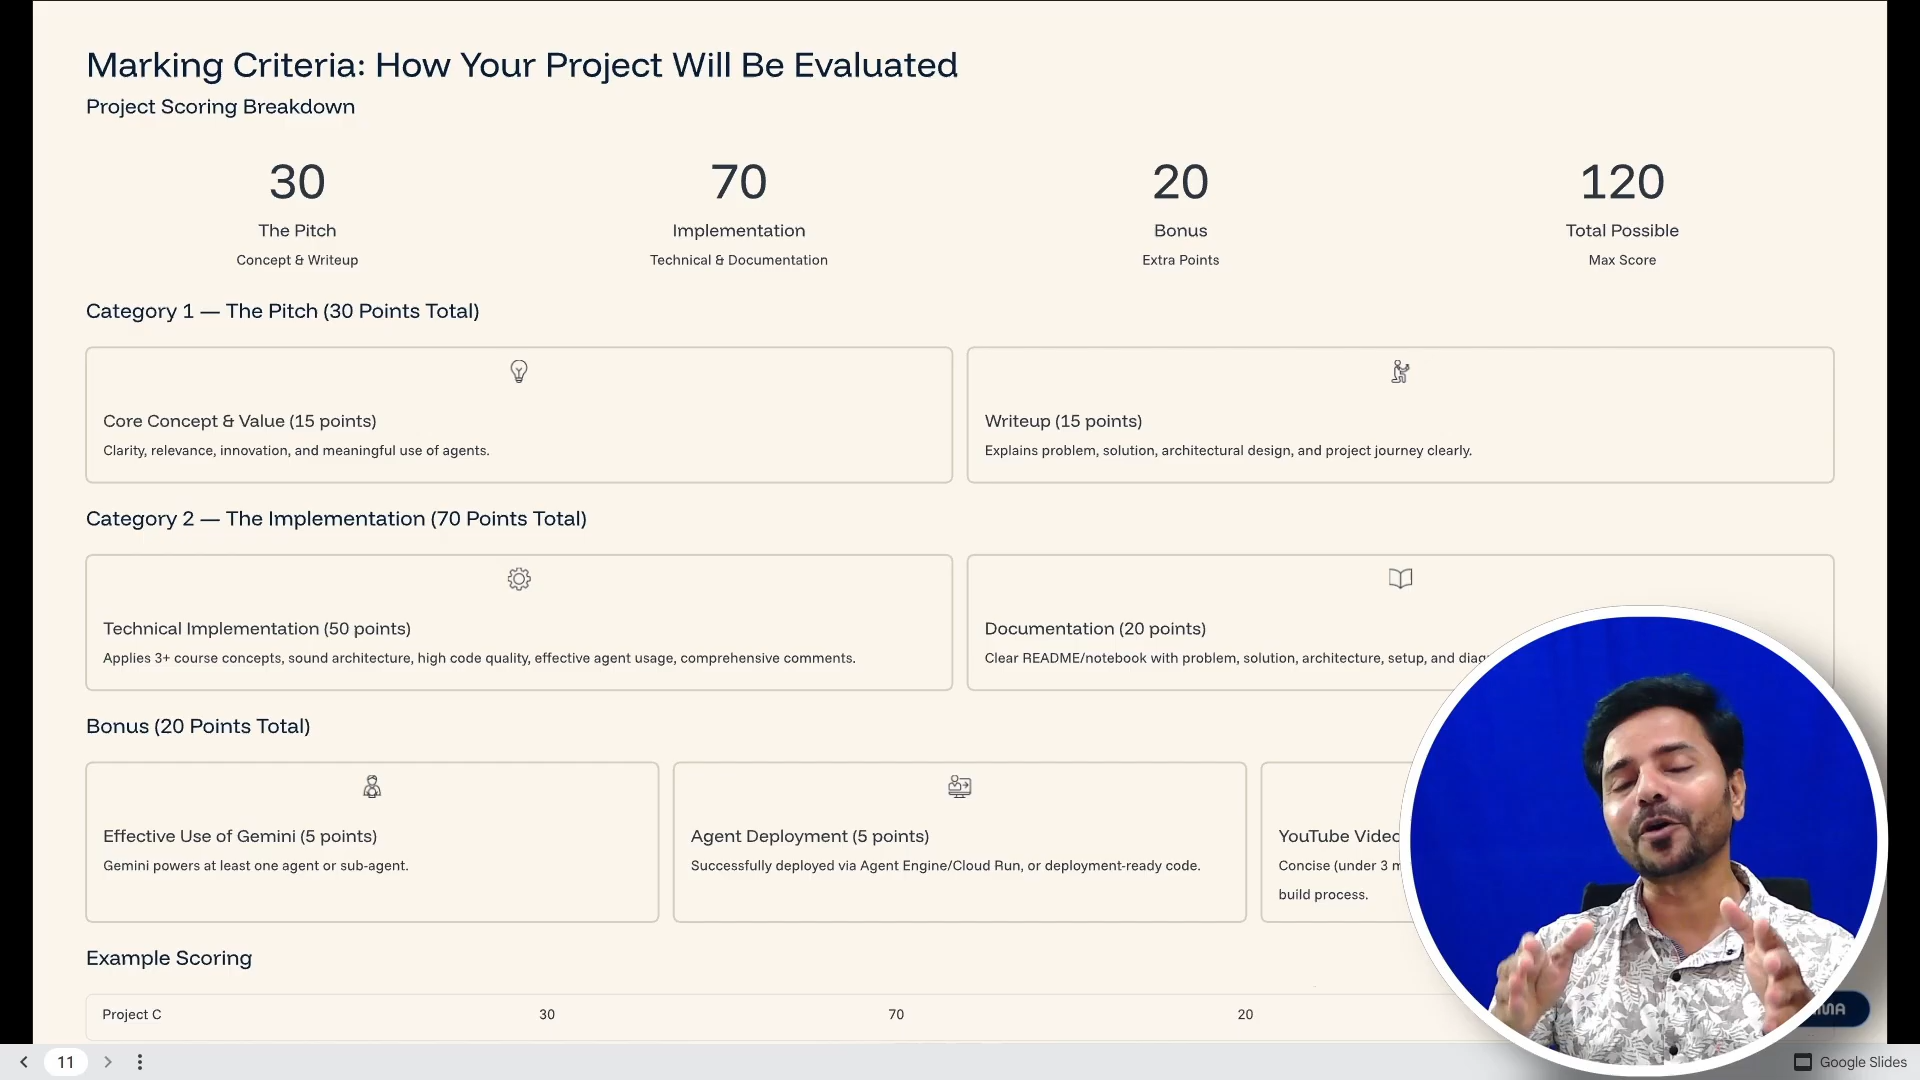 Marking Criteria: How Your Project Will Be Evaluated
Project Scoring Breakdown
30
The Pitch
Concept & Writeup
70
Implementation
Technical & Documentation
20
Bonus
Extra Points
120
Total Possible
Max Score
Category 1 — The Pitch (30 Points Total)
Core Concept & Value (15 points)
Clarity, relevance, innovation, and meaningful use of agents.
Writeup (15 points)
Explains problem, solution, architectural design, and project journey clearly.
Category 2 — The Implementation (70 Points Total)
Technical Implementation (50 points)
Applies 3+ course concepts, sound architecture, high code quality, effective agent usage, comprehensive comments.
Documentation (20 points)
Clear README/notebook with problem, solution, architecture, setup, and
Bonus (20 Points Total)
Effective Use of Gemini (5 points)
Gemini powers at least one agent or sub-agent.
Agent Deployment (5 points)
Successfully deployed via Agent Engine/Cloud Run, or deployment-ready code.
YouTube Video
Concise (under 3
build process.
Example Scoring
Project C 30 70 20
11
Google Slides